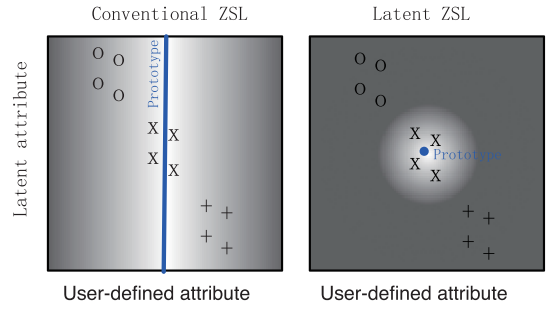 Conventional ZSL
Latent ZSL
Latent attribute
Prototype
O O
O O
X X
X X
+ +
+ +
O O
O O
X X
Prototype
X X
+ +
+ +
User-defined attribute
User-defined attribute